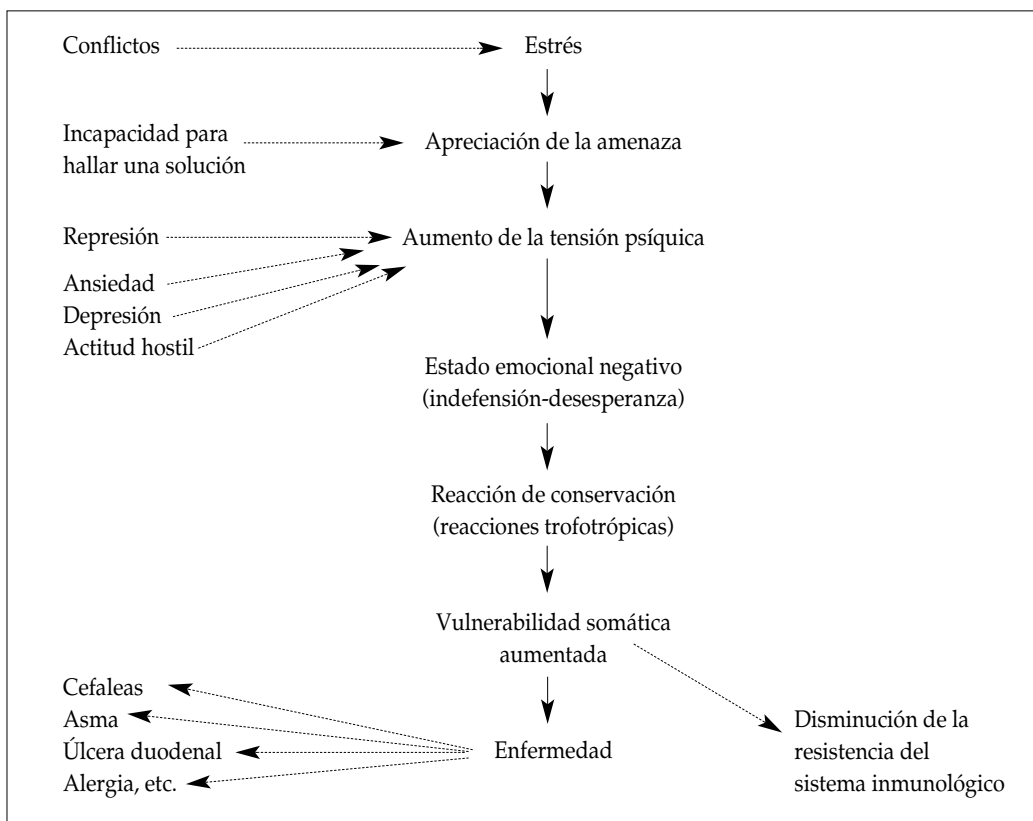 Conflictos
Estrés
Incapacidad para
hallar una solución
Apreciación de la amenaza
Represión
Aumento de la tensión psíquica
Ansiedad
Depresión
Actitud hostil
Estado emocional negativo
(indefensión-desesperanza)
Reacción de conservación
(reacciones trofotrópicas)
Vulnerabilidad somática
aumentada
Cefaleas
Asma
Úlcera duodenal
Alergia, etc.
Enfermedad
Disminución de la
resistencia del
sistema inmunológico